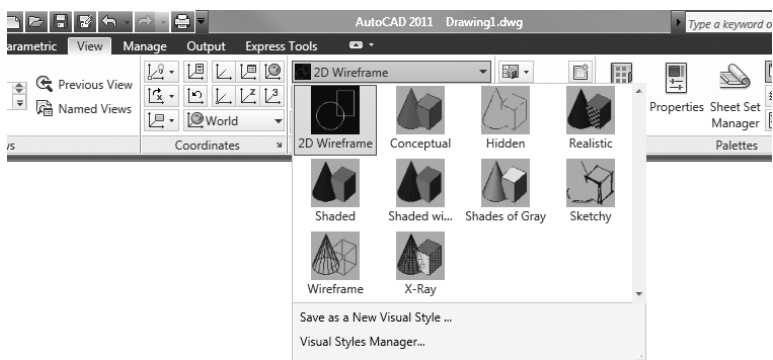 AutoCAD 2011 Drawing1.dwg
Type a keyword o
arametric View Manage Output Express Tools
Previous View
Named Views
World
Coordinates
2D Wireframe
2D Wireframe Conceptual Hidden Realistic
Shaded Shaded wi... Shades of Gray Sketchy
Wireframe X-Ray
Save as a New Visual Style ...
Visual Styles Manager...
Properties Sheet Set
Manager
Palettes